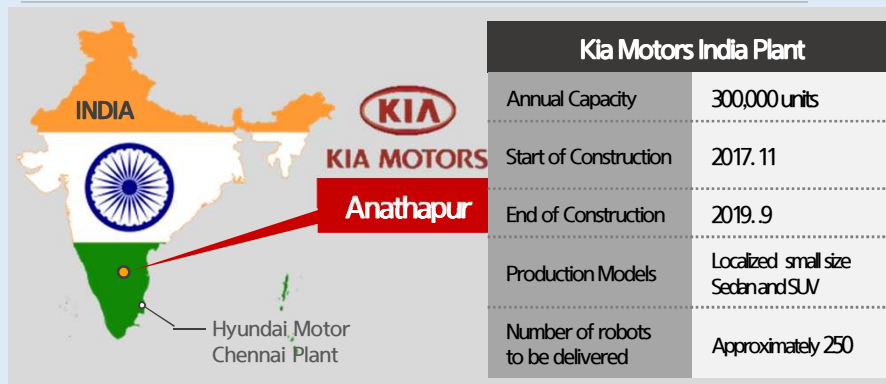 INDIA
KIA
KIA MOTORS
Anathapur
Hyundai Motor
Chennai Plant
Kia Motors India Plant
Annual Capacity 300,000 units
Start of Construction 2017. 11
End of Construction 2019. .9
Production Models Localized small size
Sedan and SUV
Number of robots
to be delivered Approximately 250